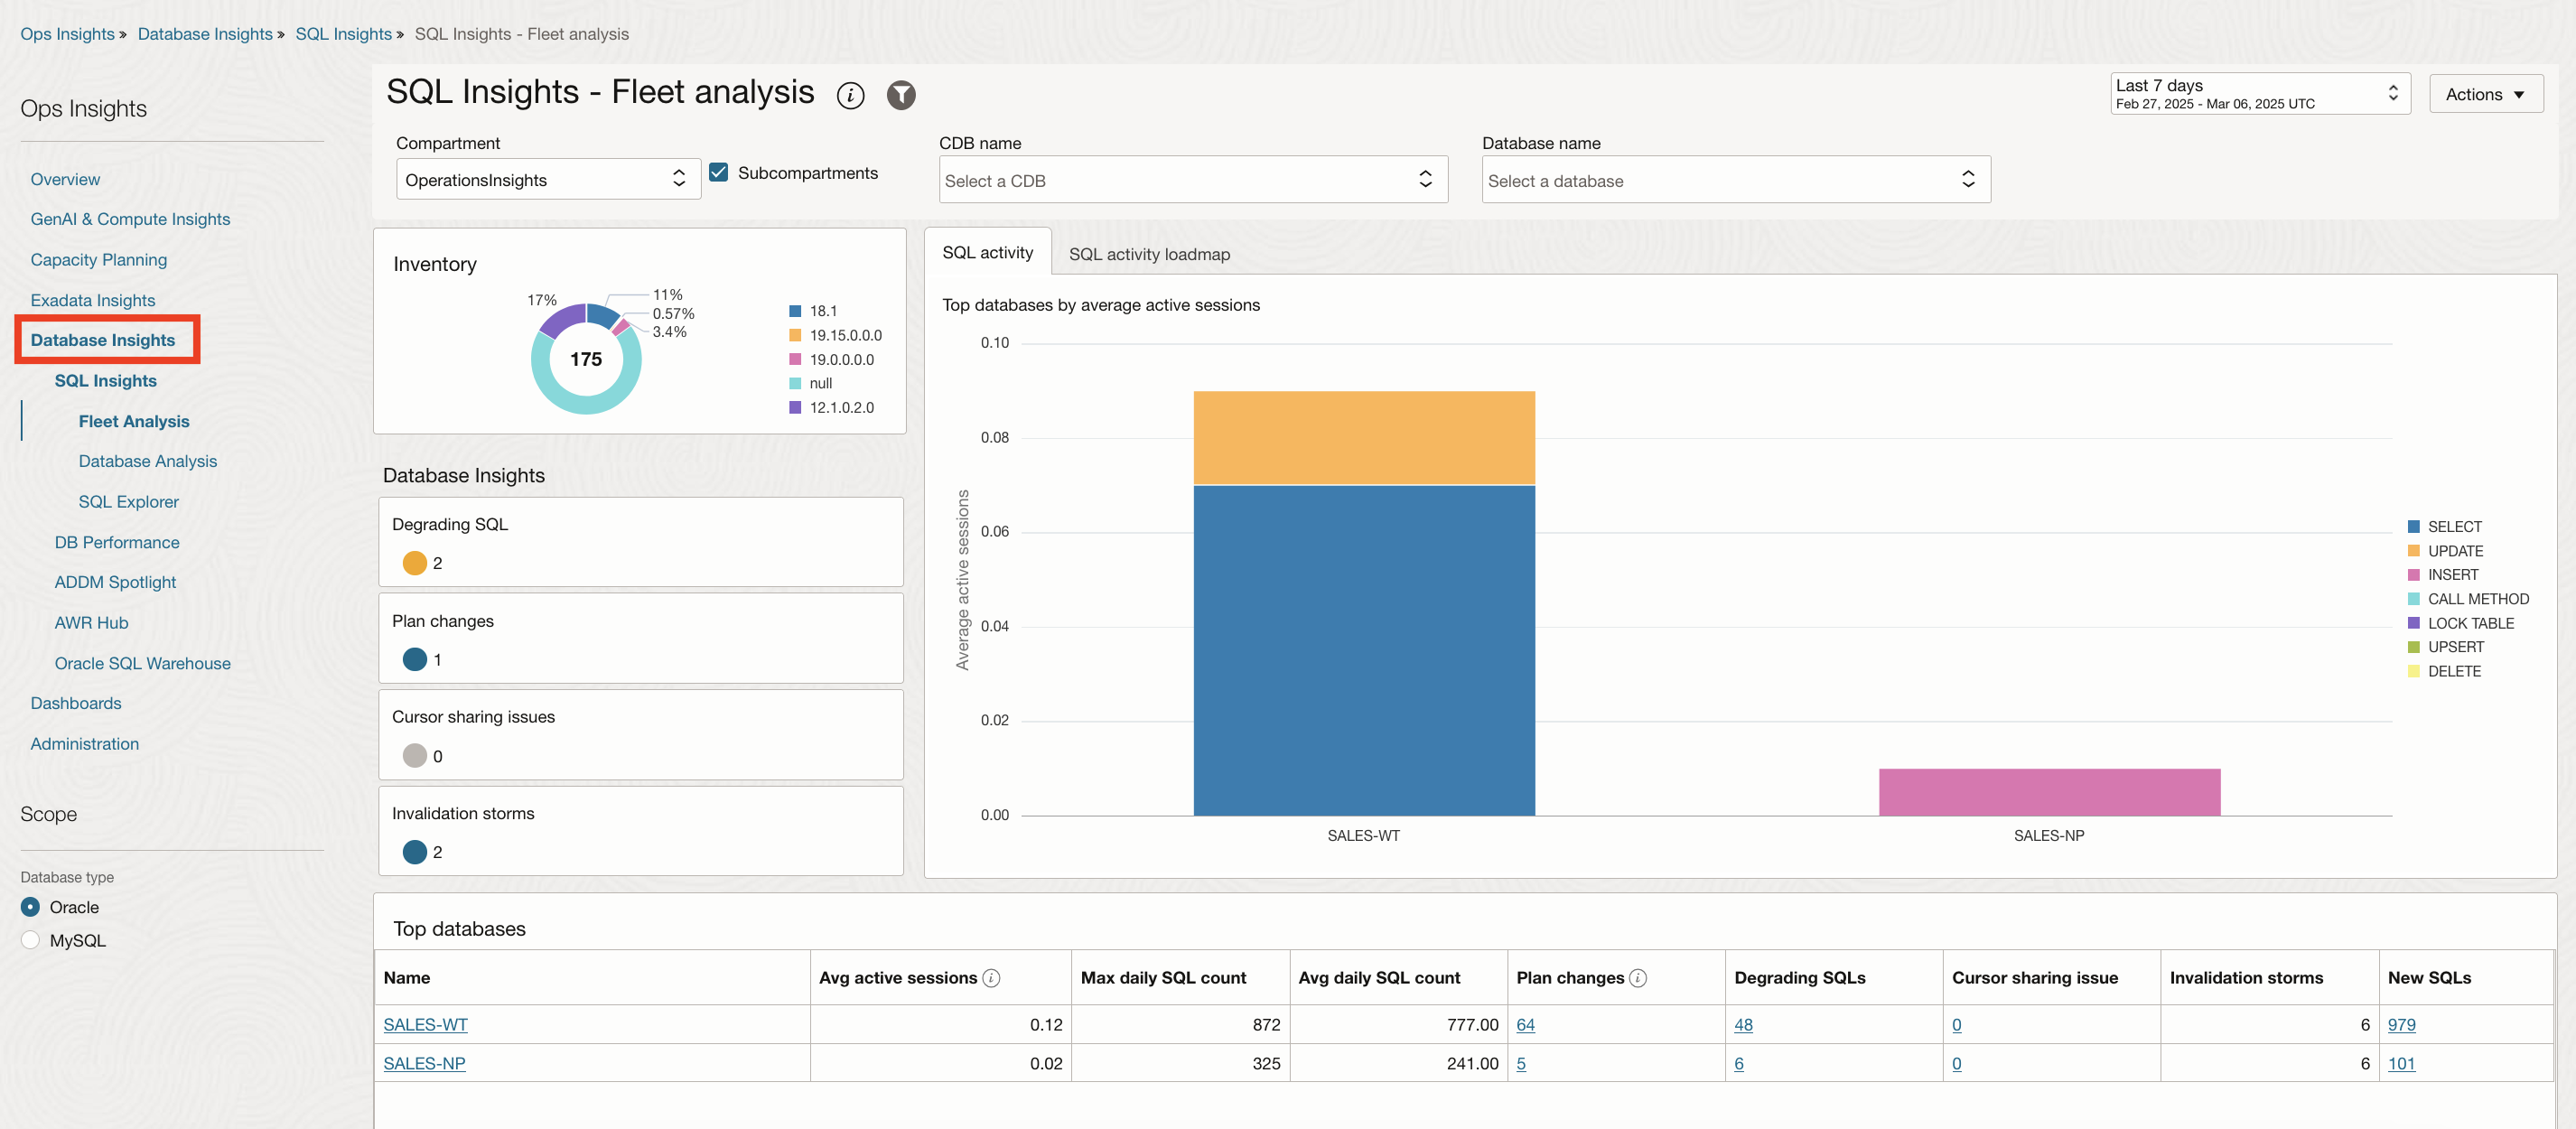 Ops Insights » Database Insights » SQL Insights » SQL Insights - Fleet analysis
Ops Insights
Overview
GenAI & Compute Insights
Capacity Planning
Exadata Insights
Database Insights
SQL Insights
Fleet Analysis
Database Analysis
SQL Explorer
DB Performance
ADDM Spotlight
AWR Hub
Oracle SQL Warehouse
Dashboards
Administration
Scope
Database type
Oracle
MySQL
SQL Insights - Fleet analysis
Last 7 days
Feb 27, 2025 - Mar 06, 2025 UTC
Actions
Compartment
OperationsInsights
Subcompartments
CDB name
Select a CDB
Database name
Select a database
Inventory
17%
11%
0.57%
3.4%
175
18.1
19.15.0.0.0
19.0.0.0.0
null
12.1.0.2.0
Database Insights
Degrading SQL
2
Plan changes
1
Cursor sharing issues
0
Invalidation storms
2
SQL activity
SQL activity loadmap
Top databases by average active sessions
Average active sessions
0.10
0.08
0.06
0.04
0.02
0.00
SALES-WT
SALES-NP
SELECT
UPDATE
INSERT
CALL METHOD
LOCK TABLE
UPSERT
DELETE
Top databases
Name Avg active sessions i Max daily SQL count Avg daily SQL count Plan changes i Degrading SQLs Cursor sharing issue Invalidation storms New SQLs
SALES-WT 0.12 872 777.00 64 48 0 6 979
SALES-NP 0.02 325 241.00 5 6 0 6 101